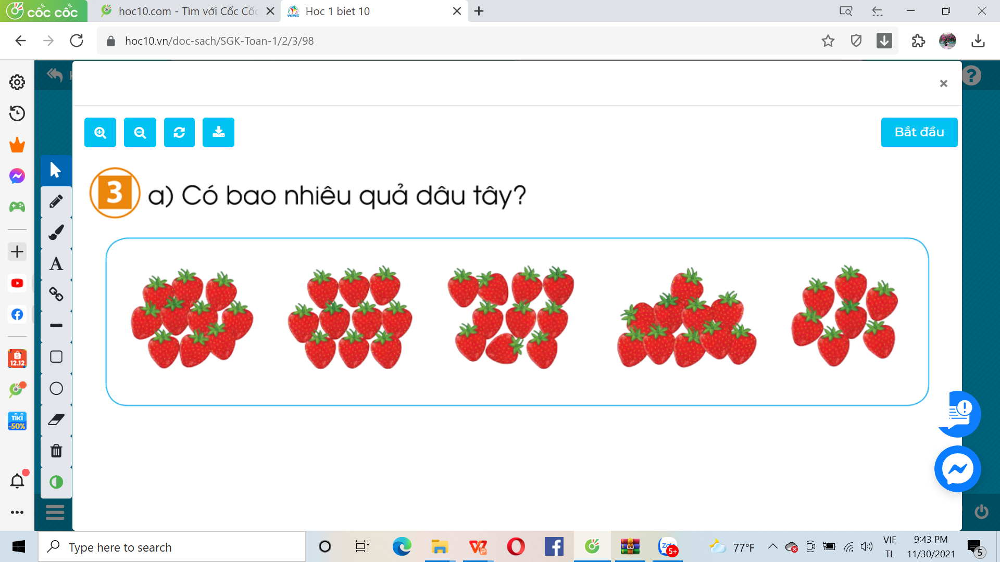 cốc cốc
hoc10.com - Tìm với Cốc Cốc
Hoc 1 biet 10
hoc10.vn/doc-sach/SGK-Toan-1/2/3/98
Bắt đầu
3 a) Có bao nhiêu quả dâu tây?
A
12.12
TIKI
-50%
Type here to search
Zalo
5+
77°F
VIE
TL
9:43 PM
11/30/2021
5